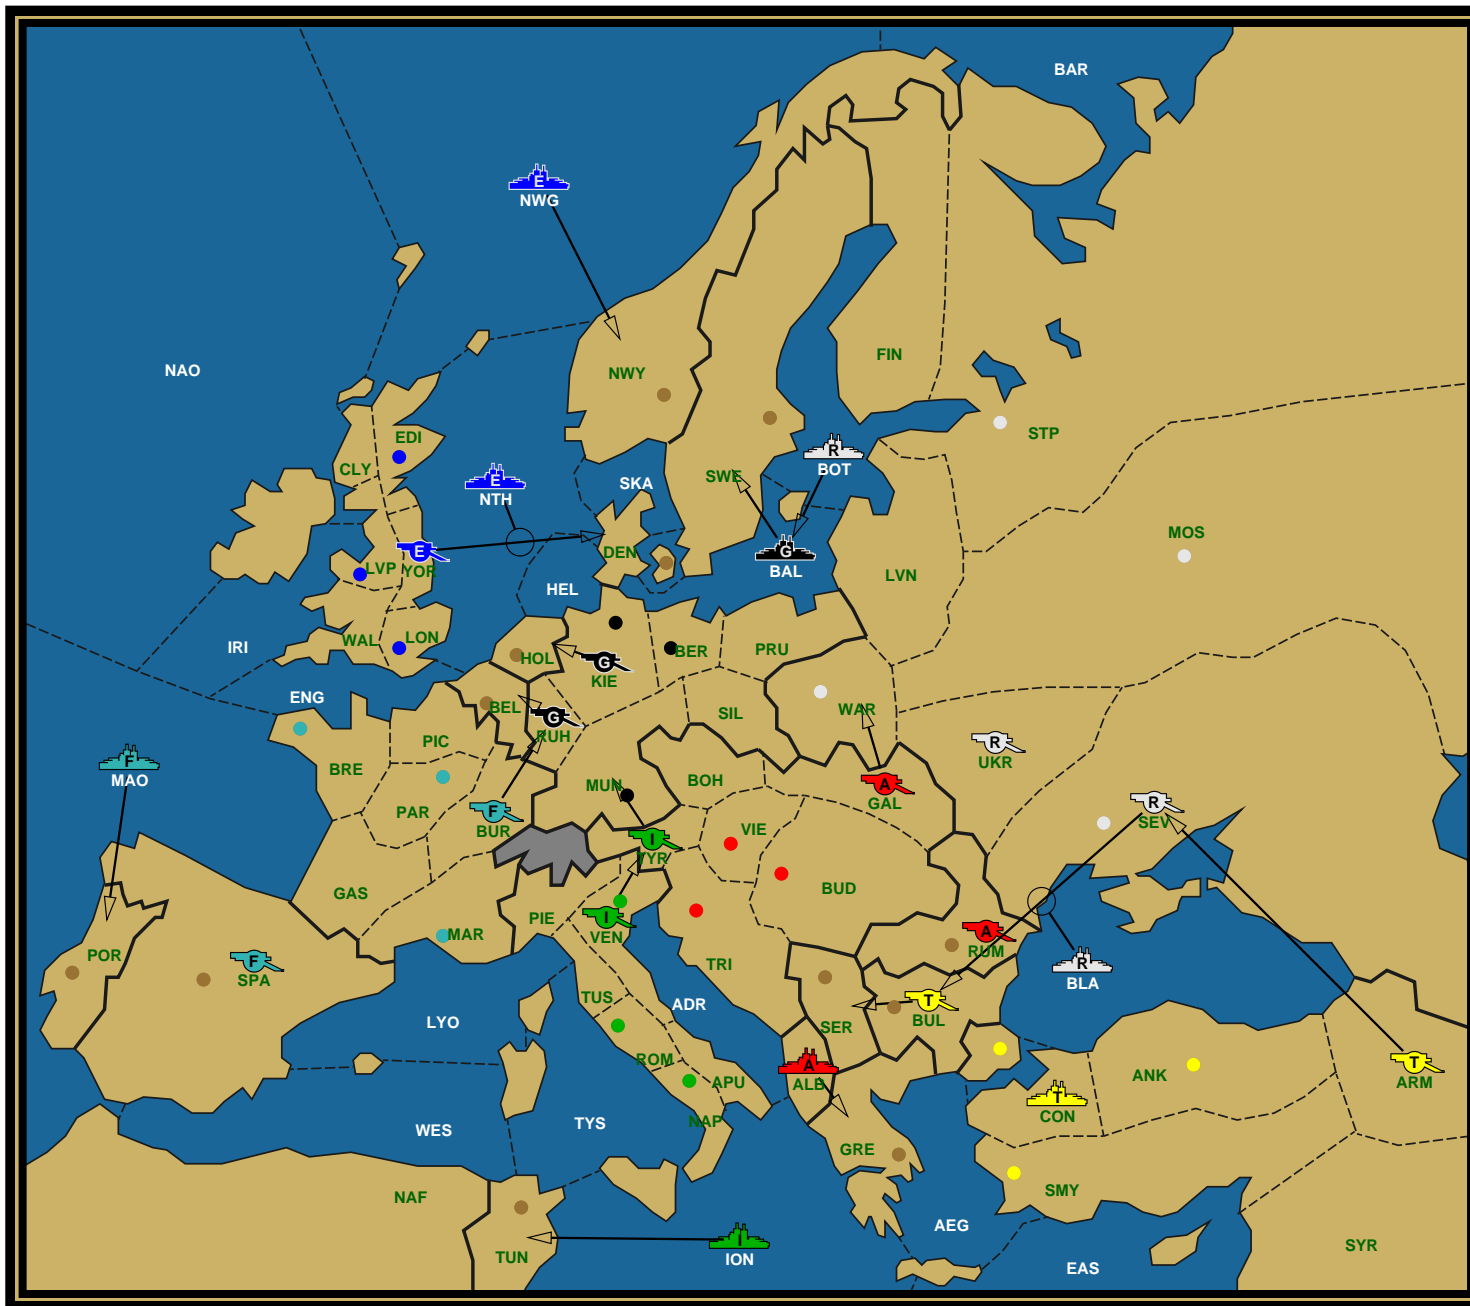 BAR
E
NWG
NAO
FIN
NWY
EDI
STP
R
BOT
CLY
SWE
SKA
E
NTH
MOS
E
YOR
LVP
DEN
G
BAL
LVN
HEL
WAL
LON
IRI
HOL
G
KIE
BER
PRU
ENG
BEL
G
RUH
SIL
WAR
PIC
R
UKR
F
MAO
BRE
MUN
BOH
A
GAL
PAR
F
BUR
R
SEV
VIE
I
TYR
BUD
GAS
PIE
I
VEN
MAR
A
RUM
POR
F
SPA
TRI
R
BLA
TUS
ADR
T
BUL
LYO
SER
ROM
APU
A
ALB
T
CON
ANK
T
ARM
WES
TYS
NAP
GRE
NAF
SMY
AEG
TUN
I
ION
EAS
SYR